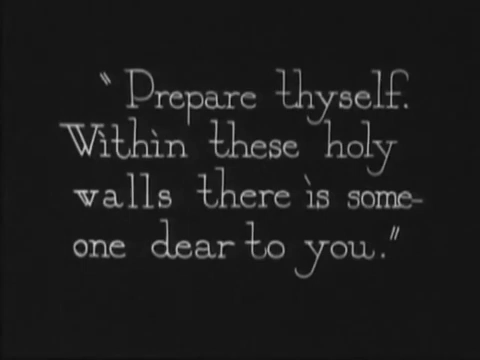 "Prepare thyself.
Within these holy
walls there is some-
one dear to you."